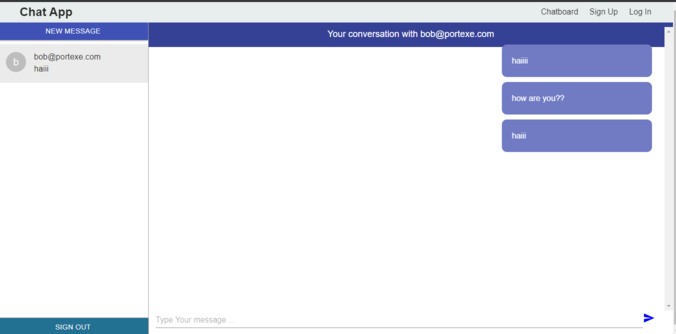 Chat App
Chatboard Sign Up Log In
NEW MESSAGE
Your conversation with bob@portexe.com
b
bob@portexe.com
haiii
haiiii
how are you??
haiii
Type Your message ...
SIGN OUT